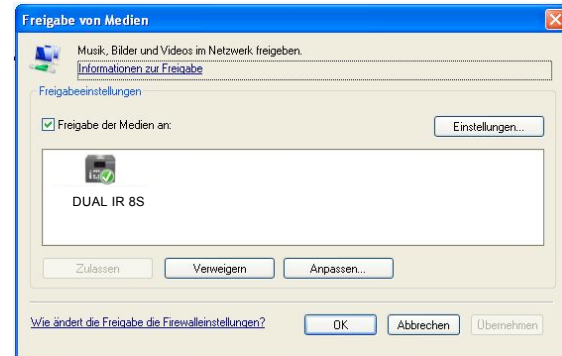 Freigabe von Medien
Musik, Bilder und Videos im Netzwerk freigeben.
Informationen zur Freigabe
Freigabeeinstellungen
Freigabe der Medien an:
Einstellungen...
DUAL IR 8S
Zulassen
Verweigern
Anpassen...
Wie ändert die Freigabe die Firewalleinstellungen?
OK
Abbrechen
Übernehmen